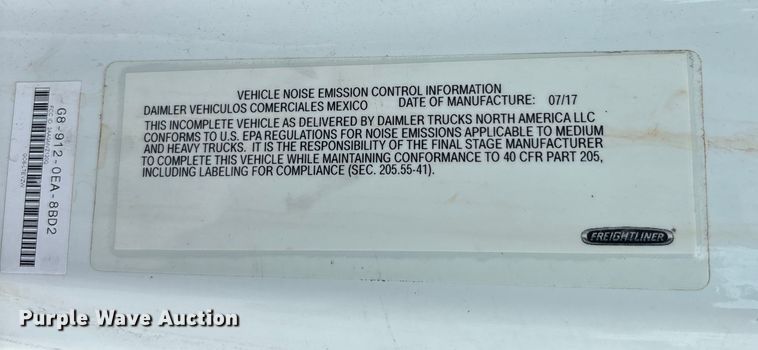 VEHICLE NOISE EMISSION CONTROL INFORMATION
DAIMLER VEHICULOS COMERCIALES MEXICO DATE OF MANUFACTURE: 07/17
THIS INCOMPLETE VEHICLE AS DELIVERED BY DAIMLER TRUCKS NORTH AMERICA LLC
CONFORMS TO U.S. EPA REGULATIONS FOR NOISE EMISSIONS APPLICABLE TO MEDIUM
AND HEAVY TRUCKS. IT IS THE RESPONSIBILITY OF THE FINAL STAGE MANUFACTURER
TO COMPLETE THIS VEHICLE WHILE MAINTAINING CONFORMANCE TO 40 CFR PART 205,
INCLUDING LABELING FOR COMPLIANCE (SEC. 205.55-41).
FREIGHTLINER
G8-912-0EA-8BD2
Purple Wave Auction